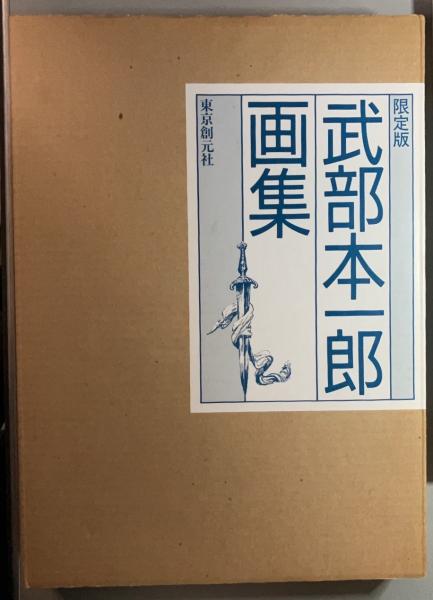 限定版
武部本一郎
画集
東京創元社